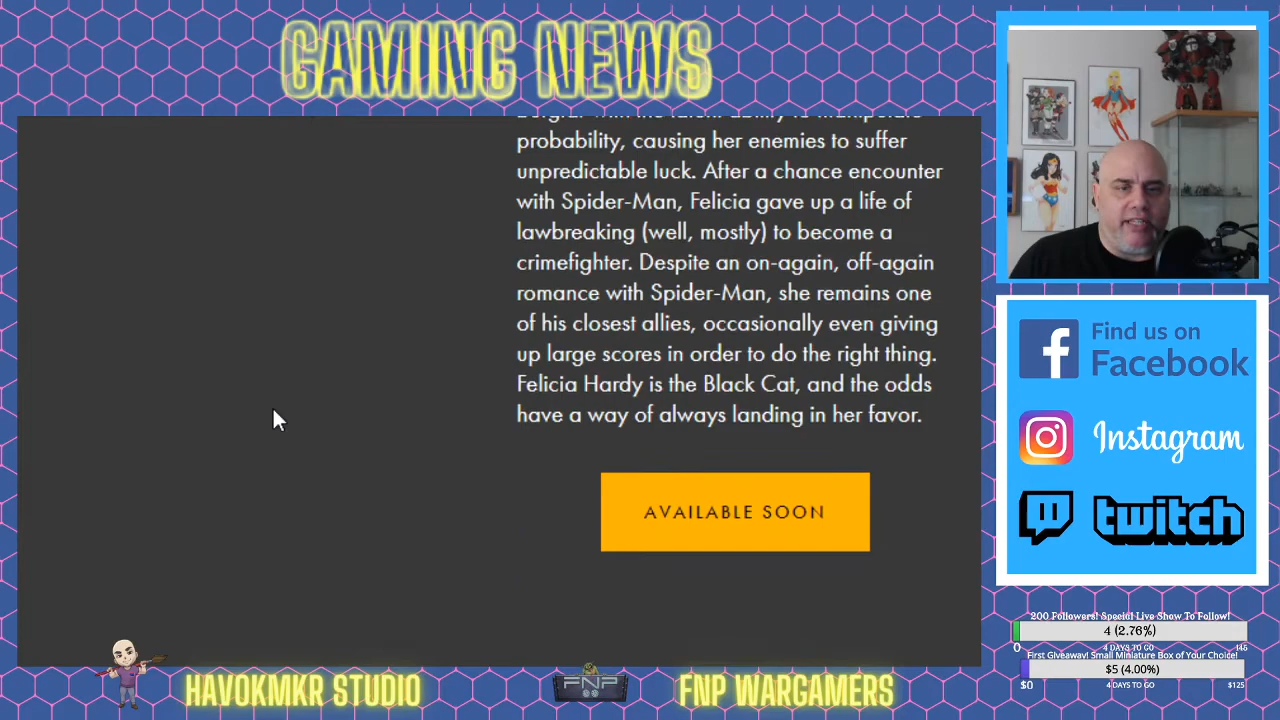 GAMING NEWS
probability, causing her enemies to suffer
unpredictable luck. After a chance encounter
with Spider-Man, Felicia gave up a life of
lawbreaking (well, mostly) to become a
crimefighter. Despite an on-again, off-again
romance with Spider-Man, she remains one
of his closest allies, occasionally even giving
up large scores in order to do the right thing.
Felicia Hardy is the Black Cat, and the odds
have a way of always landing in her favor.
AVAILABLE SOON
Find us on
Facebook
Instagram
twitch
200 Followers! Special Live Show To Follow!
4 (2.76%)
0 4 DAYS TO GO 145
First Giveaway! Small Miniature Box of Your Choice!
$5 (4.00%)
$0 4 DAYS TO GO $125
HAVOKMKR STUDIO
FNP
FNP WARGAMERS